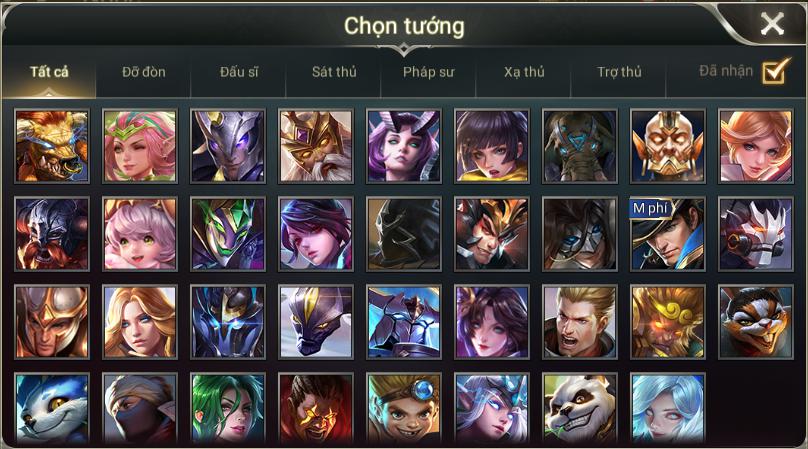 Chọn tướng
Tất cả Đỡ đòn Đấu sĩ Sát thủ Pháp sư Xạ thủ Trợ thủ Đã nhận
M phí